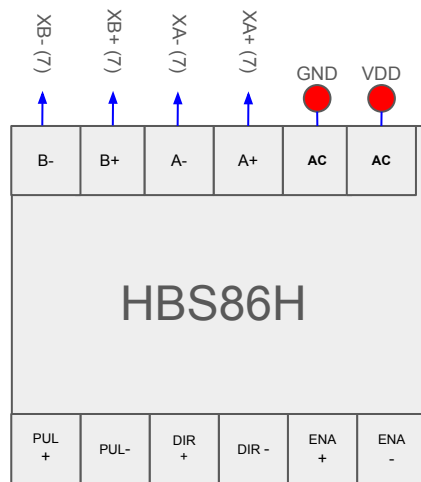 XB- (7)
XB+ (7)
XA- (7)
XA+ (7)
GND
VDD
B-
B+
A-
A+
AC
AC
HBS86H
PUL
+
PUL-
DIR
+
DIR -
ENA
+
ENA
-